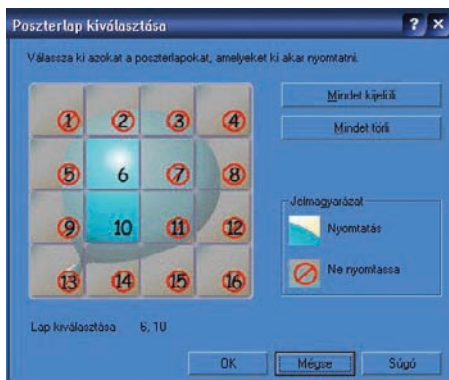 Poszterlap kiválasztása
Válassza ki azokat a poszterlapokat, amelyeket ki akar nyomtatni.
1 2 3 4
5 6 7 8
9 10 11 12
13 14 15 16
Mindet kijelöli
Mindet törli
Jelmagyarázat
Nyomtatás
Ne nyomtassa
Lap kiválasztása 6, 10
OK Mégse Súgó